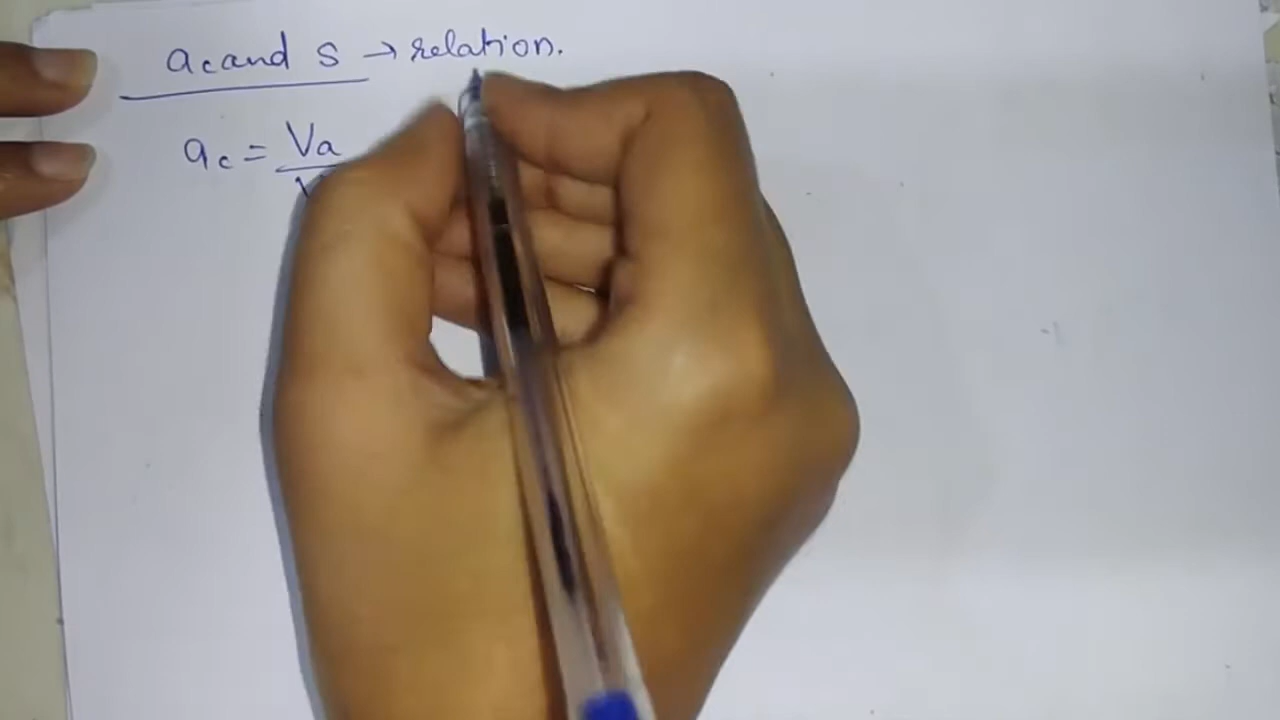 ac and S → relation.
ac = Va